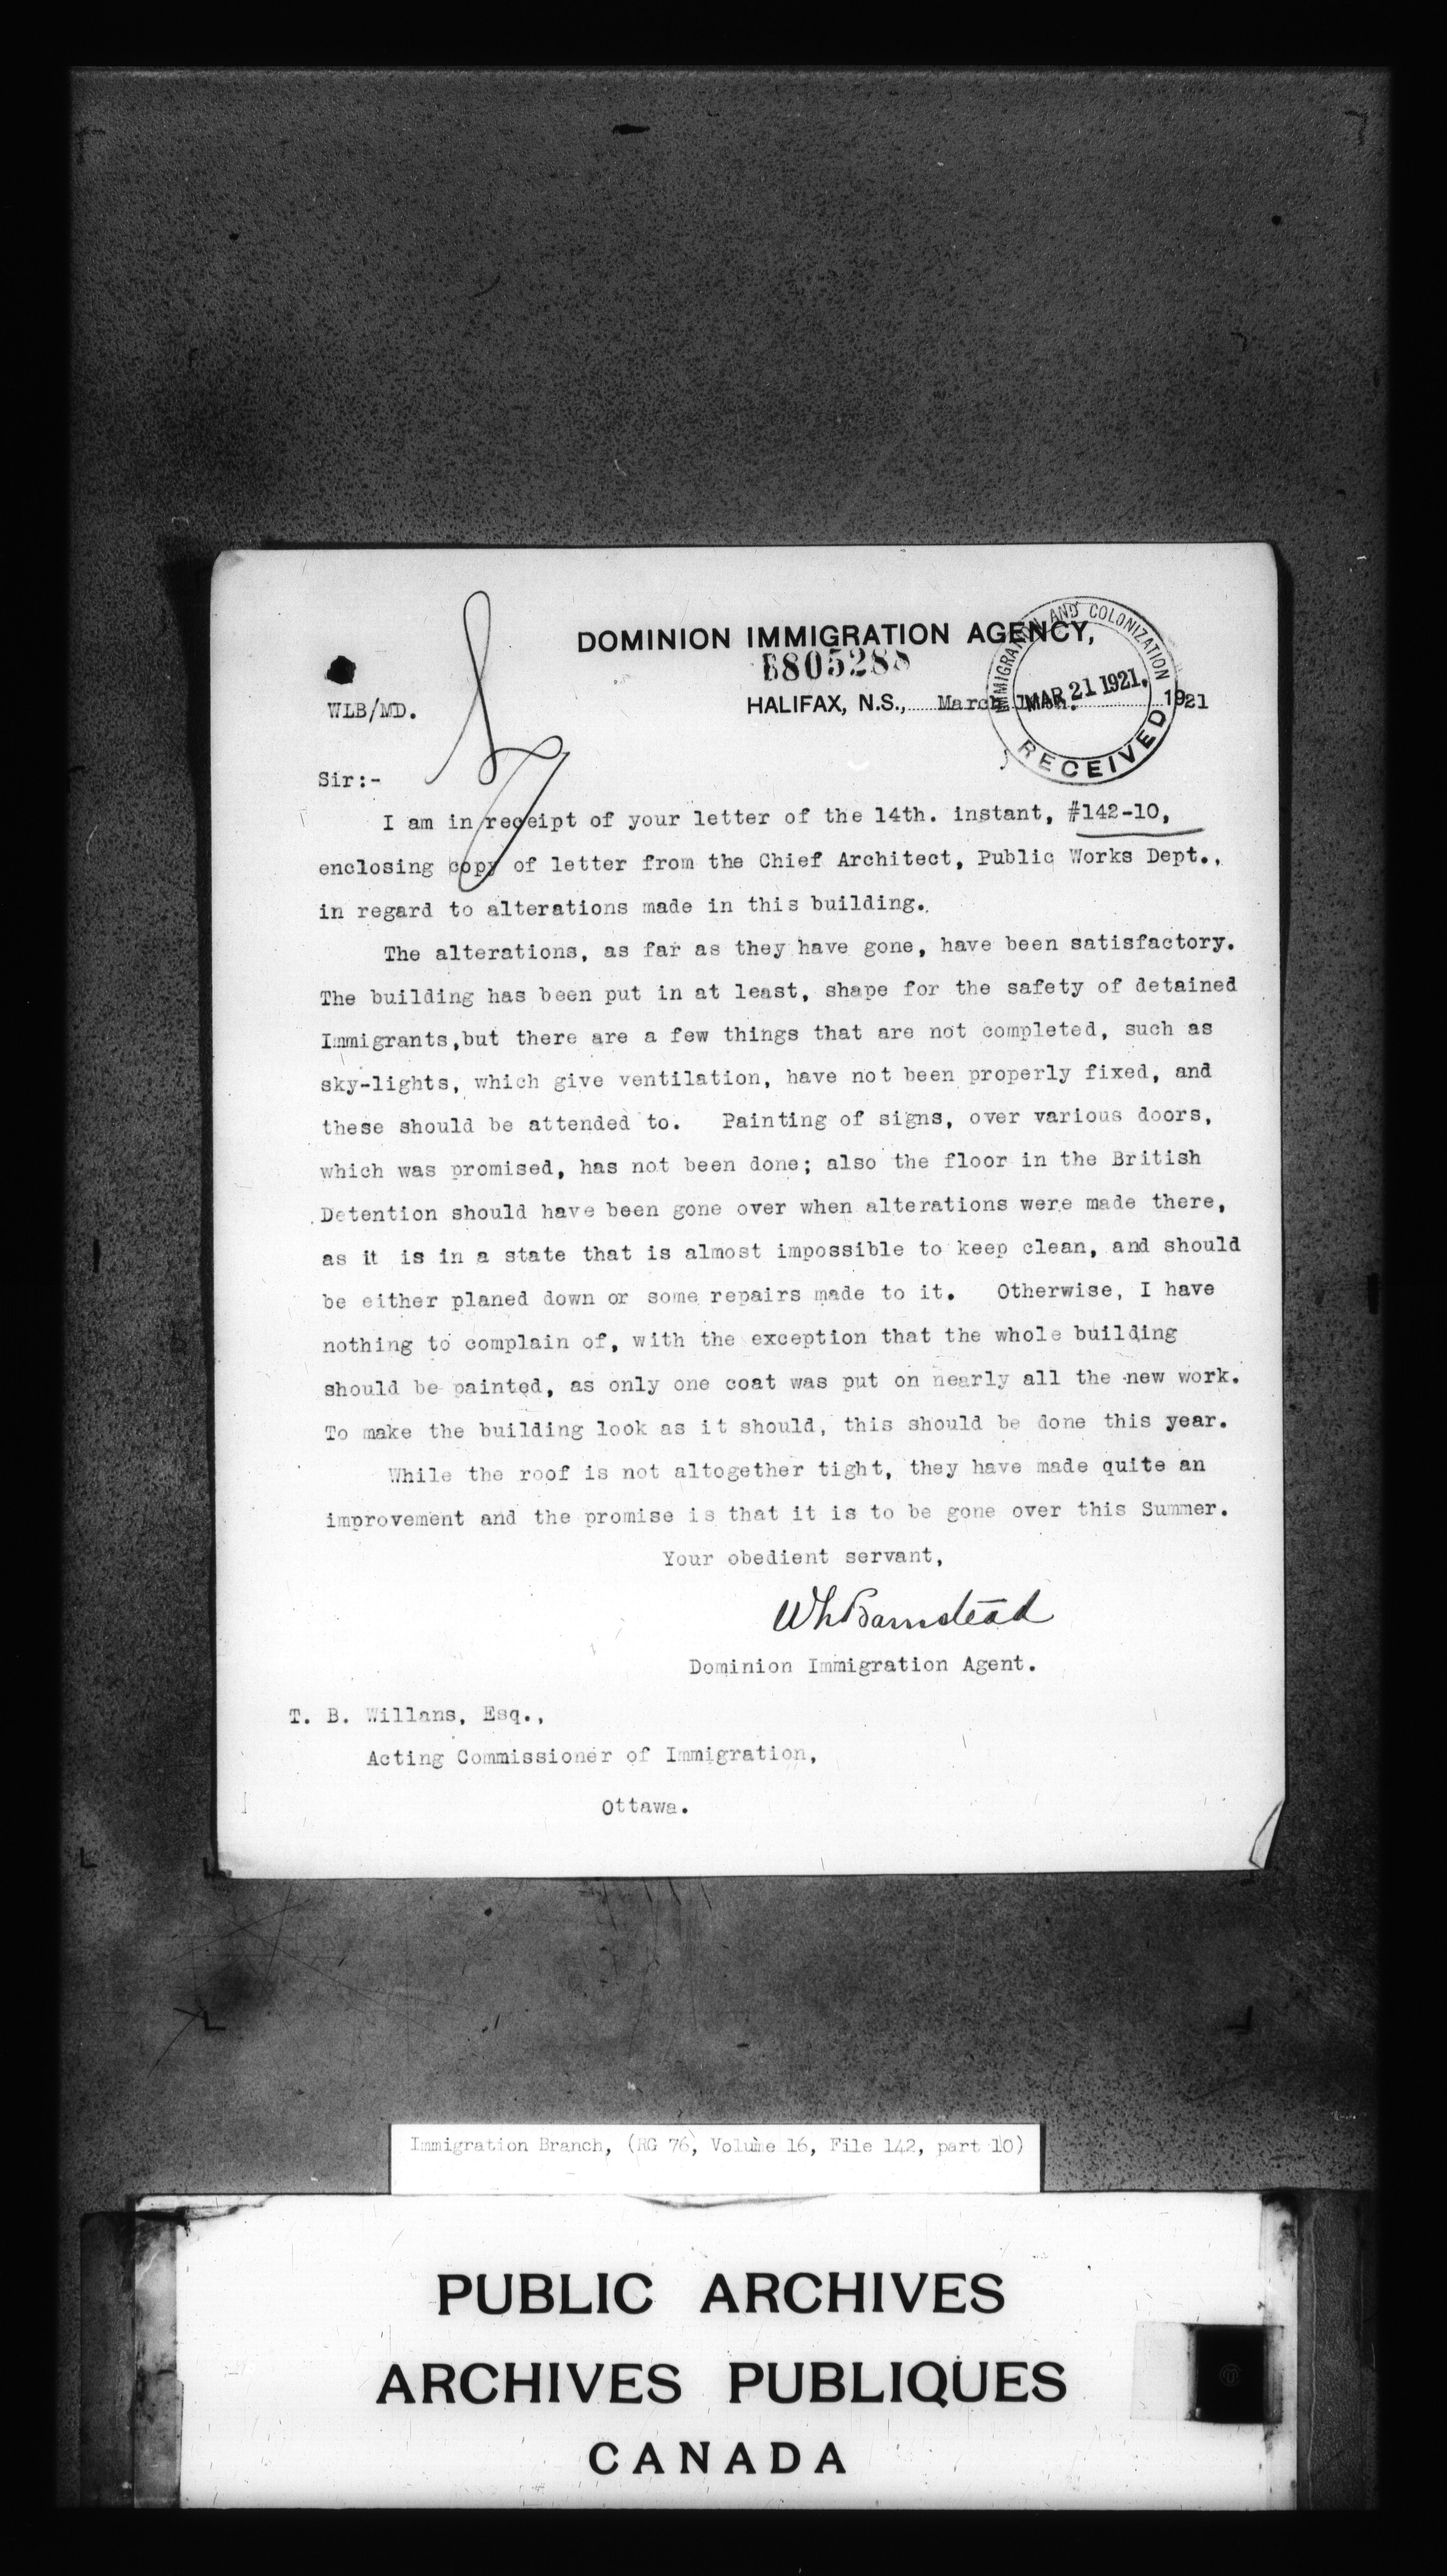 DOMINION IMMIGRATION AGENCY,
B805288
WLB/MD.
HALIFAX, N.S., March 1921
IMMIGRATION AND COLONIZATION
MAR 21 1921.
RECEIVED
Sir:-
I am in receipt of your letter of the 14th. instant, #142-10,
enclosing copy of letter from the Chief Architect, Public Works Dept.,
in regard to alterations made in this building.
The alterations, as far as they have gone, have been satisfactory.
The building has been put in at least, shape for the safety of detained
Immigrants,but there are a few things that are not completed, such as
sky-lights, which give ventilation, have not been properly fixed, and
these should be attended to. Painting of signs, over various doors,
which was promised, has not been done; also the floor in the British
Detention should have been gone over when alterations were made there,
as it is in a state that is almost impossible to keep clean, and should
be either planed down or some repairs made to it. Otherwise, I have
nothing to complain of, with the exception that the whole building
should be painted, as only one coat was put on nearly all the new work.
To make the building look as it should, this should be done this year.
While the roof is not altogether tight, they have made quite an
improvement and the promise is that it is to be gone over this Summer.
Your obedient servant,
WLBarnstead
Dominion Immigration Agent.
T. B. Willans, Esq.,
Acting Commissioner of Immigration,
Ottawa.
Immigration Branch, (RG 76, Volume 16, File 142, part 10)
PUBLIC ARCHIVES
ARCHIVES PUBLIQUES
CANADA